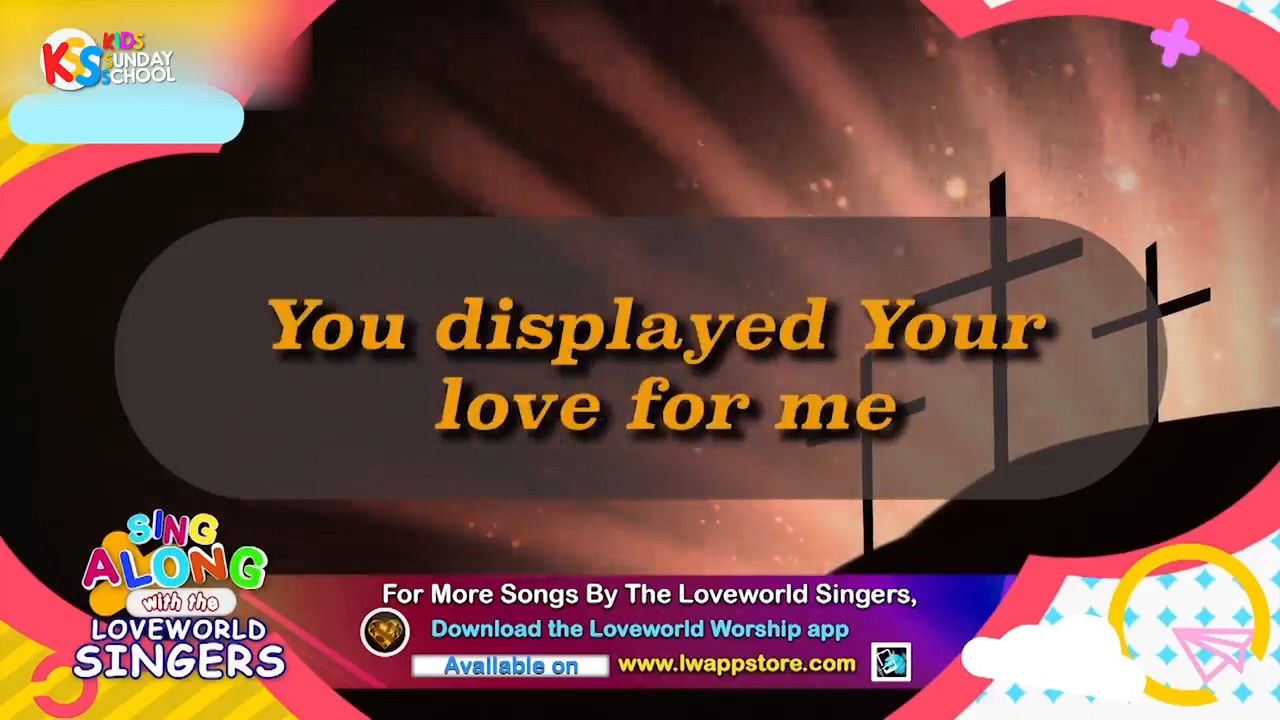 KSS KIDS
SUNDAY
SCHOOL
You displayed Your
love for me
SING
ALONG
with the
LOVEWORLD
SINGERS
For More Songs By The Loveworld Singers,
Download the Loveworld Worship app
Available on www.lwappstore.com